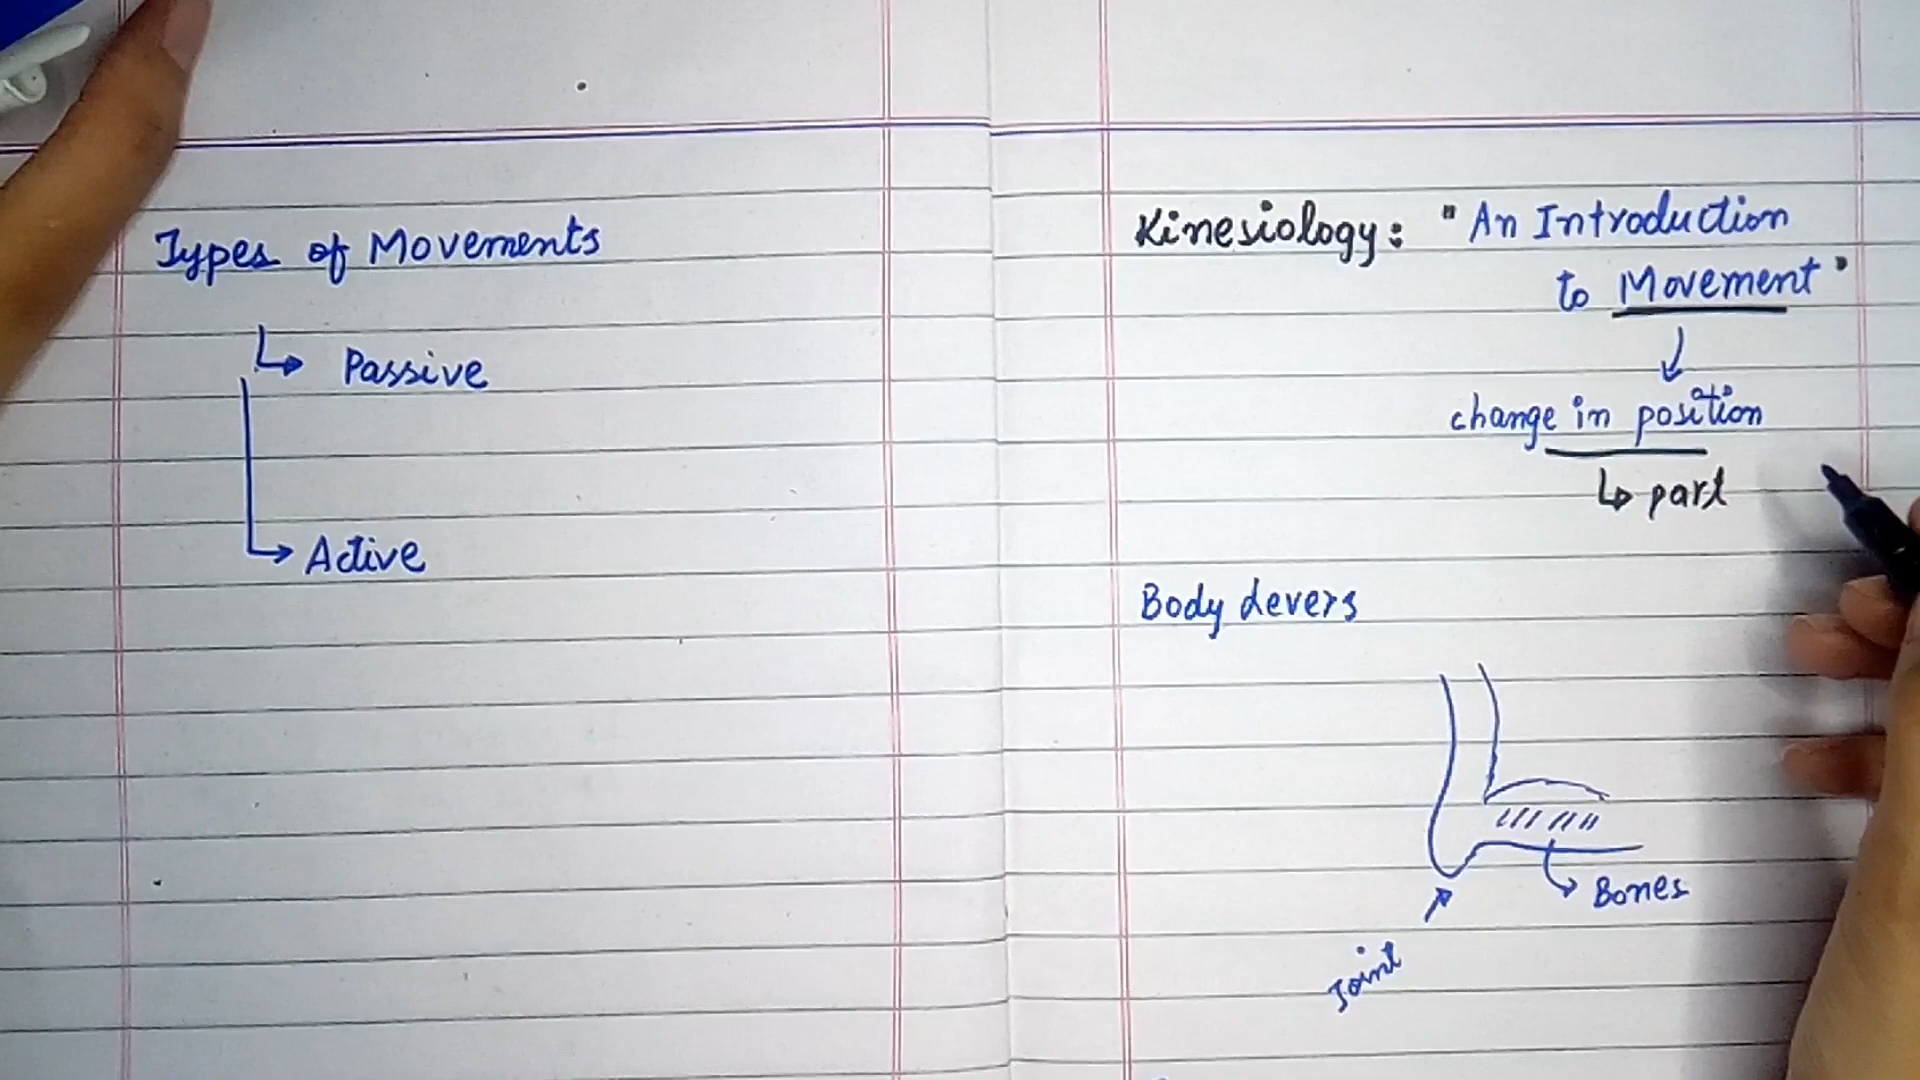 Types of Movements
↳ Passive
↳ Active
Kinesiology: "An Introduction
to Movement"
↓
change in position
↳ part
Body Levers
Bones
Joint